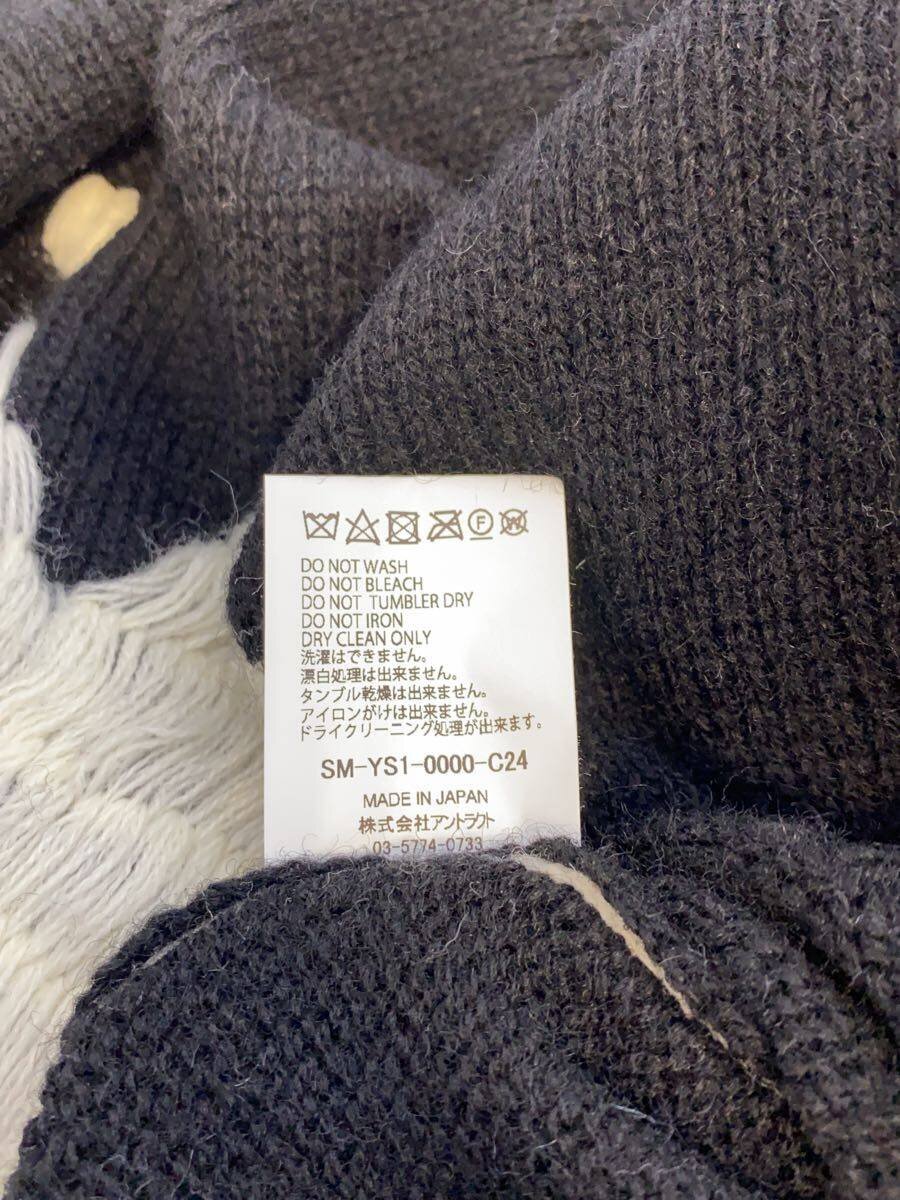 F W
DO NOT WASH
DO NOT BLEACH
DO NOT TUMBLER DRY
DO NOT IRON
DRY CLEAN ONLY
洗濯はできません。
漂白処理は出来ません。
タンブル乾燥は出来ません。
アイロンがけは出来ません。
ドライクリーニング処理が出来ます。
SM-YS1-0000-C24
MADE IN JAPAN
株式会社アントラクト
03-5774-0733